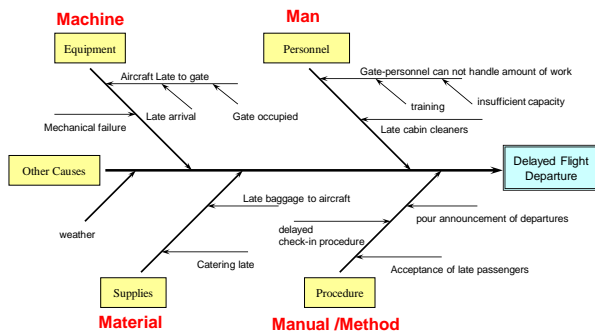 Machine
Man
Equipment
Personnel
Aircraft Late to gate
Gate-personnel can not handle amount of work
Mechanical failure
Late arrival
Gate occupied
training
insufficient capacity
Late cabin cleaners
Other Causes
Delayed Flight
Departure
weather
Late baggage to aircraft
delayed
check-in procedure
pour announcement of departures
Catering late
Acceptance of late passengers
Supplies
Procedure
Material
Manual /Method